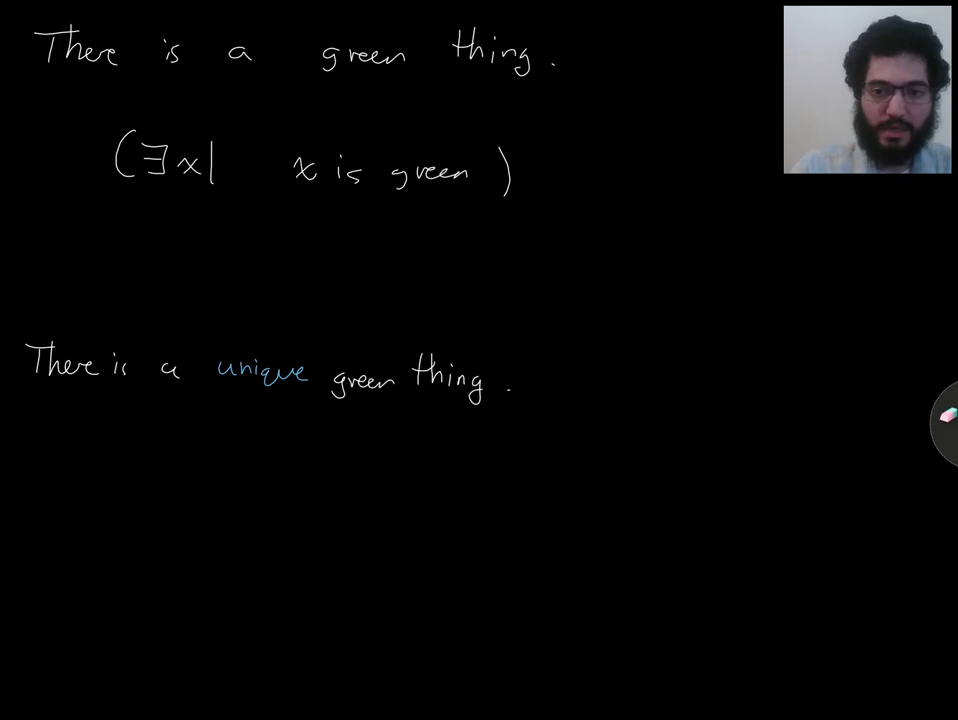 There is a green thing.
(∃x| x is green)
There is a unique green thing.